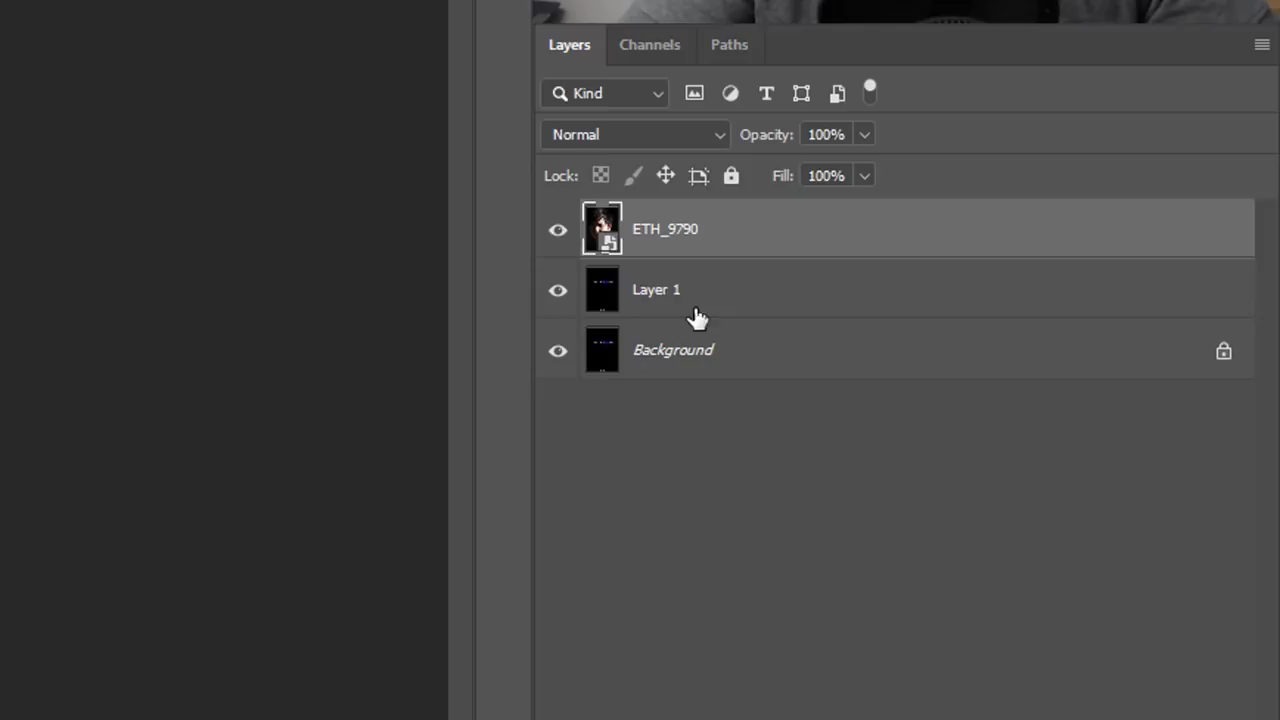 Layers Channels Paths
Kind
Normal Opacity: 100%
Lock: Fill: 100%
ETH_9790
Layer 1
Background